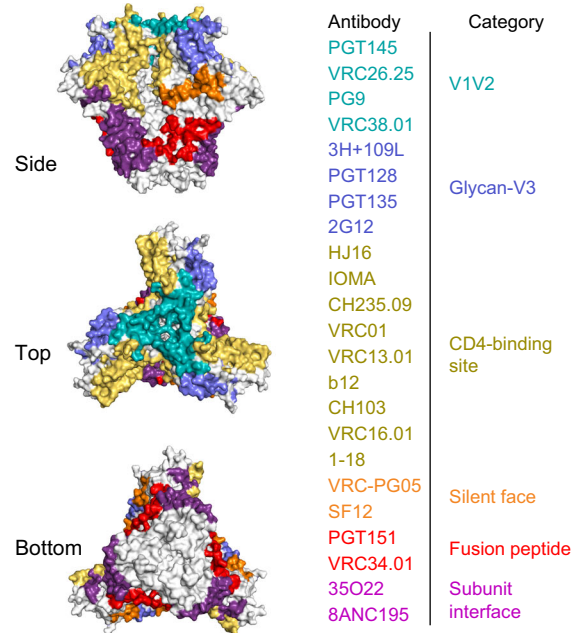 Antibody Category
PGT145
VRC26.25
PG9
VRC38.01
V1V2
3H+109L
PGT128
PGT135
2G12
Glycan-V3
HJ16
IOMA
CH235.09
VRC01
VRC13.01
b12
CH103
VRC16.01
1-18
CD4-binding
site
VRC-PG05
SF12
Silent face
PGT151
VRC34.01
Fusion peptide
35O22
8ANC195
Subunit
interface
Side
Top
Bottom